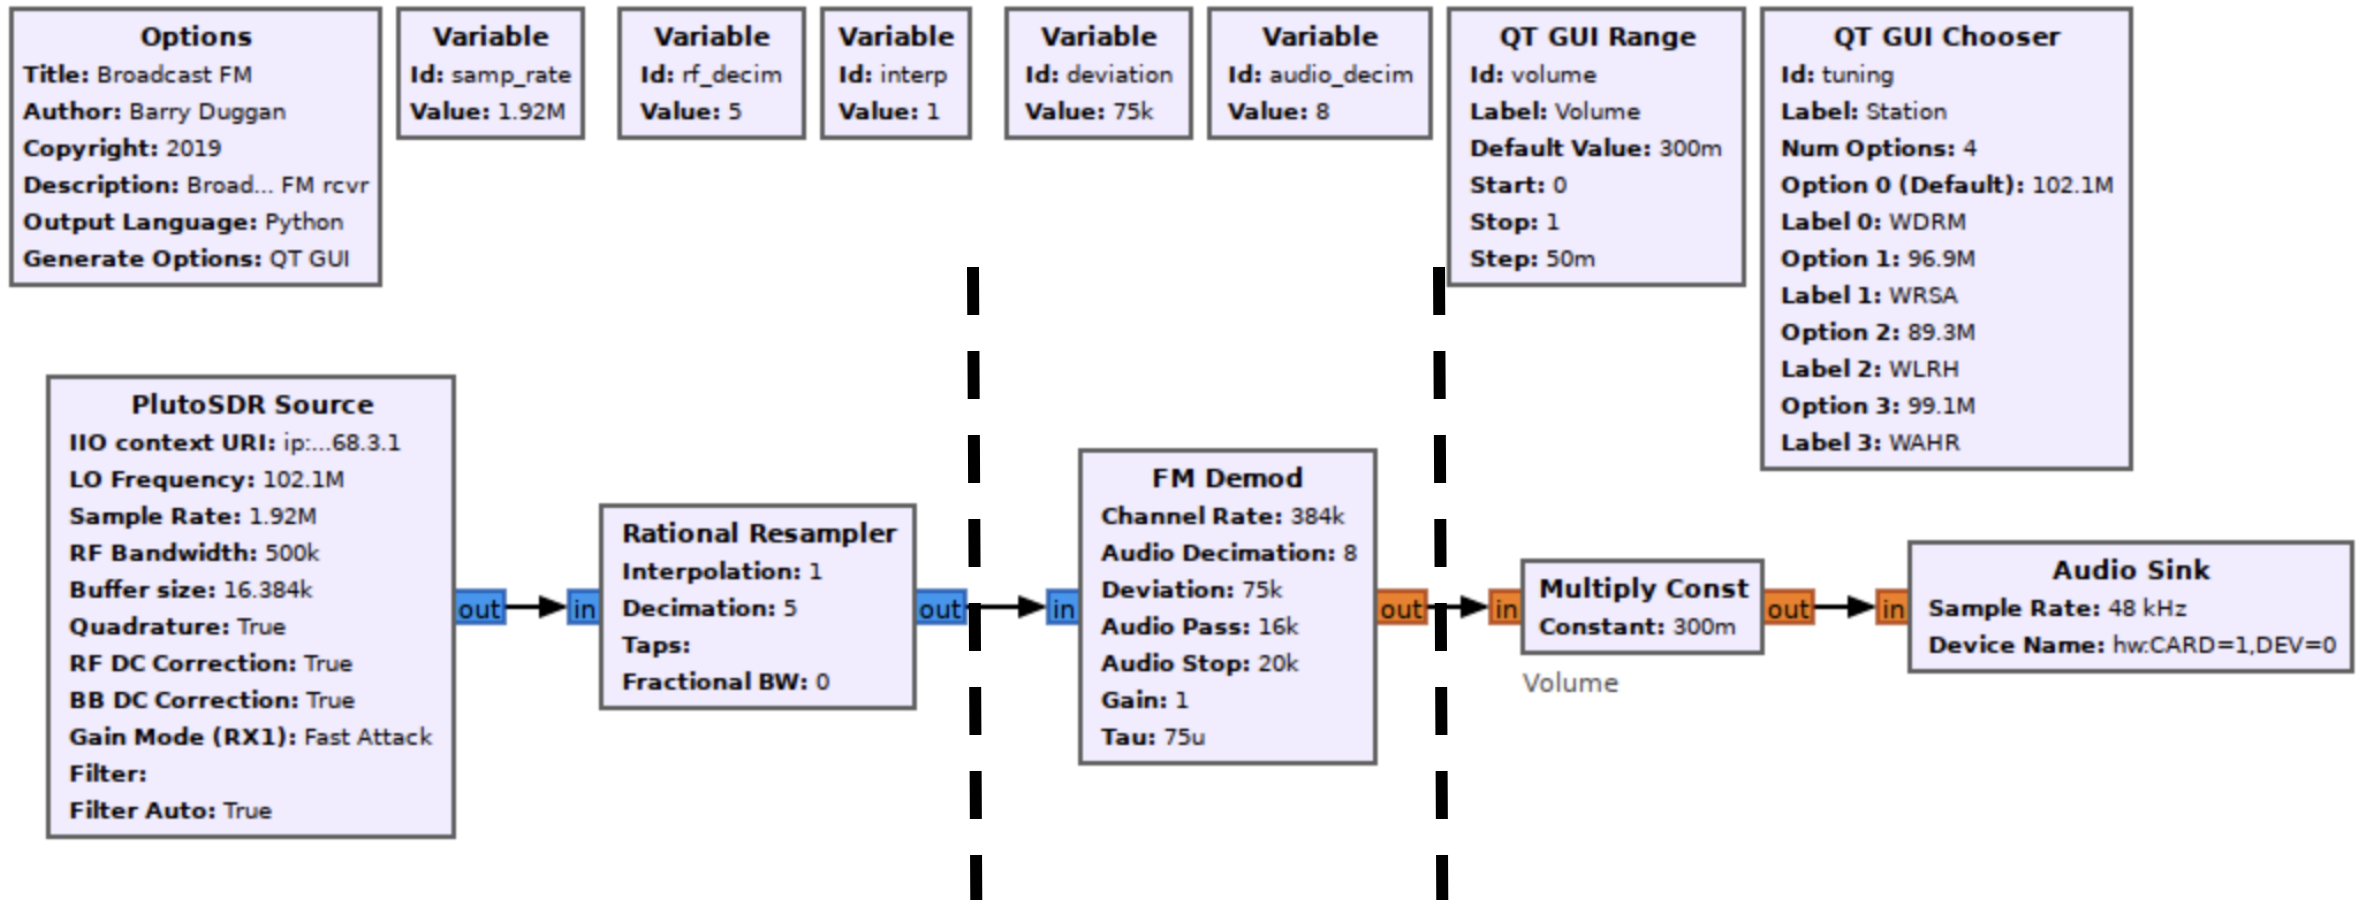 Options
Title: Broadcast FM
Author: Barry Duggan
Copyright: 2019
Description: Broad... FM rcvr
Output Language: Python
Generate Options: QT GUI
Variable
Id: samp_rate
Value: 1.92M
Variable
Id: rf_decim
Value: 5
Variable
Id: interp
Value: 1
Variable
Id: deviation
Value: 75k
Variable
Id: audio_decim
Value: 8
QT GUI Range
Id: volume
Label: Volume
Default Value: 300m
Start: 0
Stop: 1
Step: 50m
QT GUI Chooser
Id: tuning
Label: Station
Num Options: 4
Option 0 (Default): 102.1M
Label 0: WDRM
Option 1: 96.9M
Label 1: WRSA
Option 2: 89.3M
Label 2: WLRH
Option 3: 99.1M
Label 3: WAHR
PlutoSDR Source
IIO context URI: ip:...68.3.1
LO Frequency: 102.1M
Sample Rate: 1.92M
RF Bandwidth: 500k
Buffer size: 16.384k
Quadrature: True
RF DC Correction: True
BB DC Correction: True
Gain Mode (RX1): Fast Attack
Filter:
Filter Auto: True
out
in
Rational Resampler
Interpolation: 1
Decimation: 5
Taps:
Fractional BW: 0
out
in
FM Demod
Channel Rate: 384k
Audio Decimation: 8
Deviation: 75k
Audio Pass: 16k
Audio Stop: 20k
Gain: 1
Tau: 75u
out
in
Multiply Const
Constant: 300m
Volume
out
in
Audio Sink
Sample Rate: 48 kHz
Device Name: hw:CARD=1,DEV=0